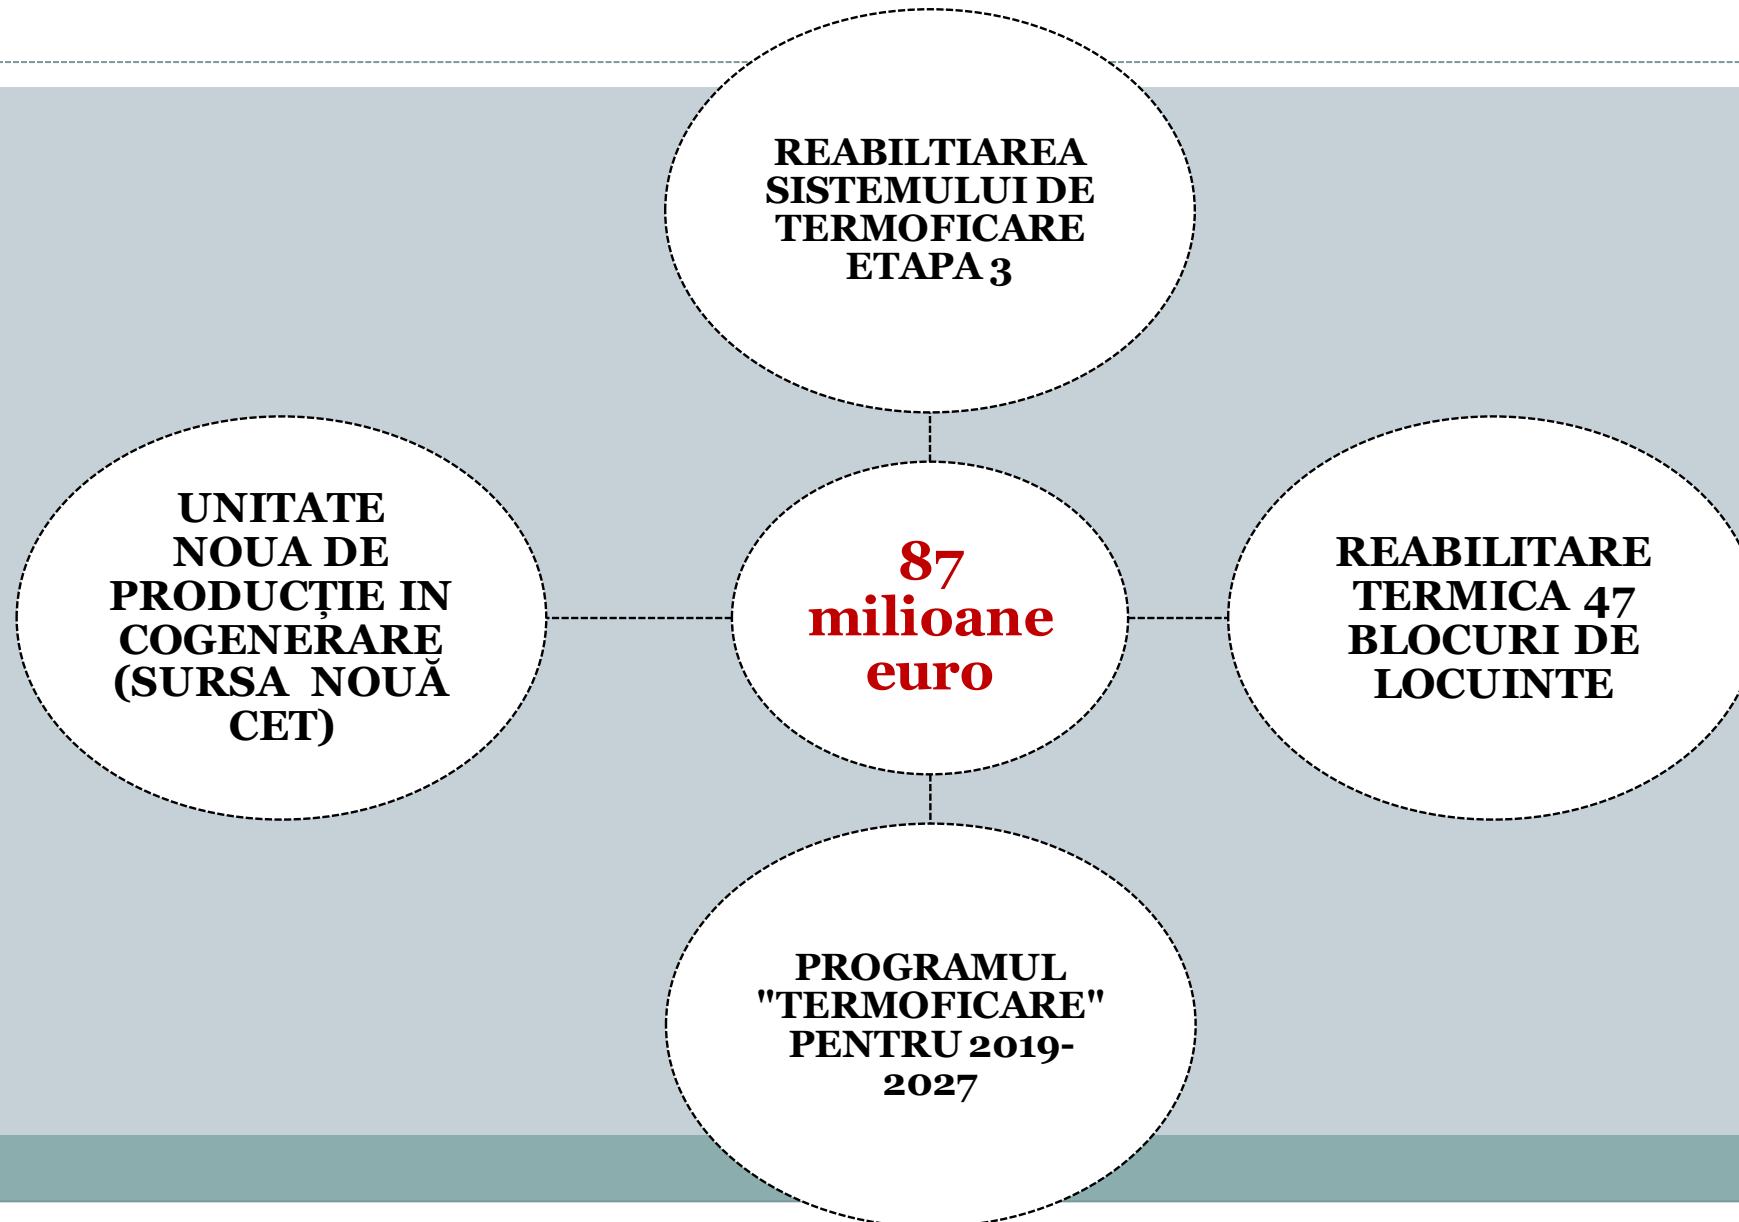 REABILTIAREA
SISTEMULUI DE
TERMOFICARE
ETAPA 3
UNITATE
NOUA DE
PRODUCȚIE IN
COGENERARE
(SURSA NOUĂ
CET)
87
milioane
euro
REABILITARE
TERMICA 47
BLOCURI DE
LOCUINTE
PROGRAMUL
"TERMOFICARE"
PENTRU 2019-
2027